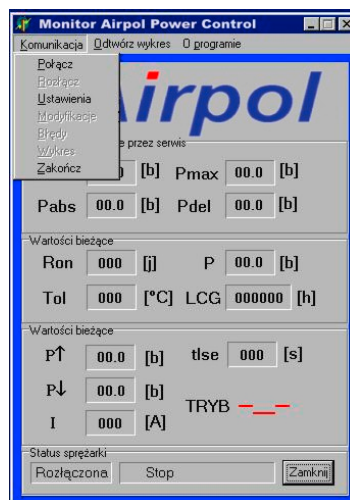 Monitor Airpol Power Control
Komunikacja Odtwórz wykres O programie
Połącz
Rozłącz
Ustawienia
Modyfikacje
Błędy
Wykres
Zakończ
Airpol
przez serwis
[b] Pmax 00.0 [b]
Pabs 00.0 [b] Pdel 00.0 [b]
Wartości bieżące
Ron 000 [j] P 00.0 [b]
Tol 000 [°C] LCG 000000 [h]
Wartości bieżące
P↑ 00.0 [b] tlse 000 [s]
P↓ 00.0 [b]
TRYB –_–
I 000 [A]
Status sprężarki
Rozłączona Stop Zamknij